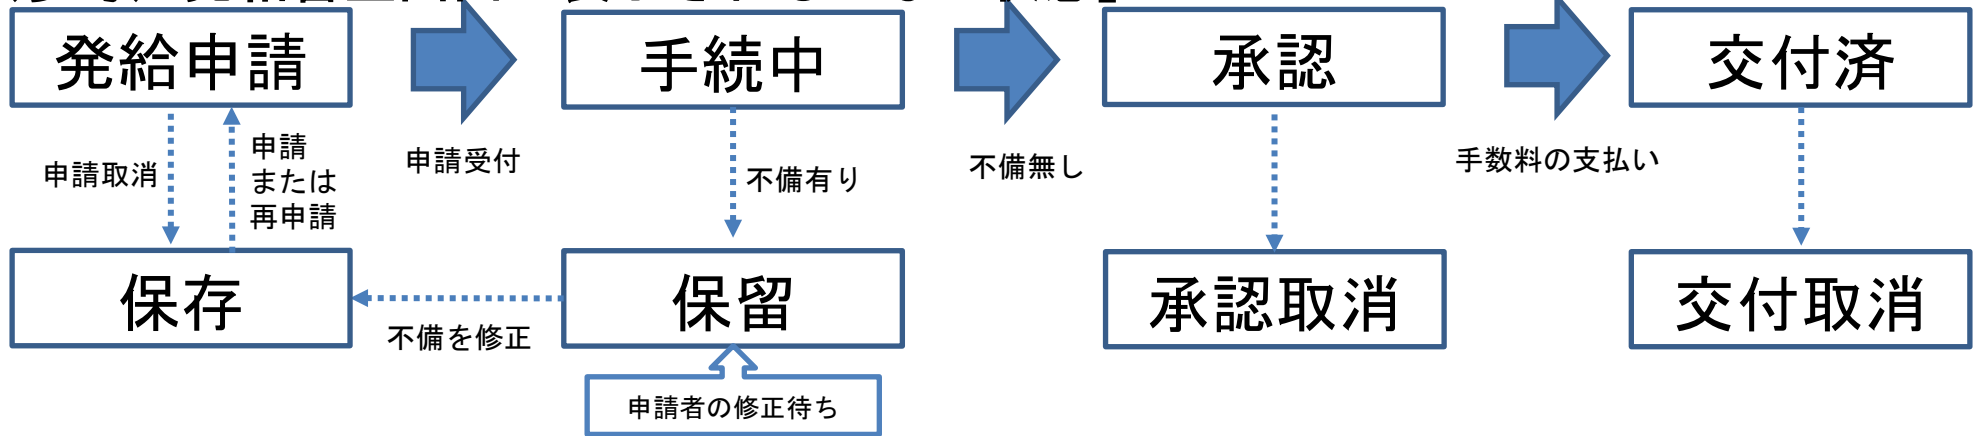 発給申請
手続中
承認
交付済
申請取消
申請
または
再申請
申請受付
不備有り
不備無し
手数料の支払い
保存
保留
承認取消
交付取消
不備を修正
申請者の修正待ち